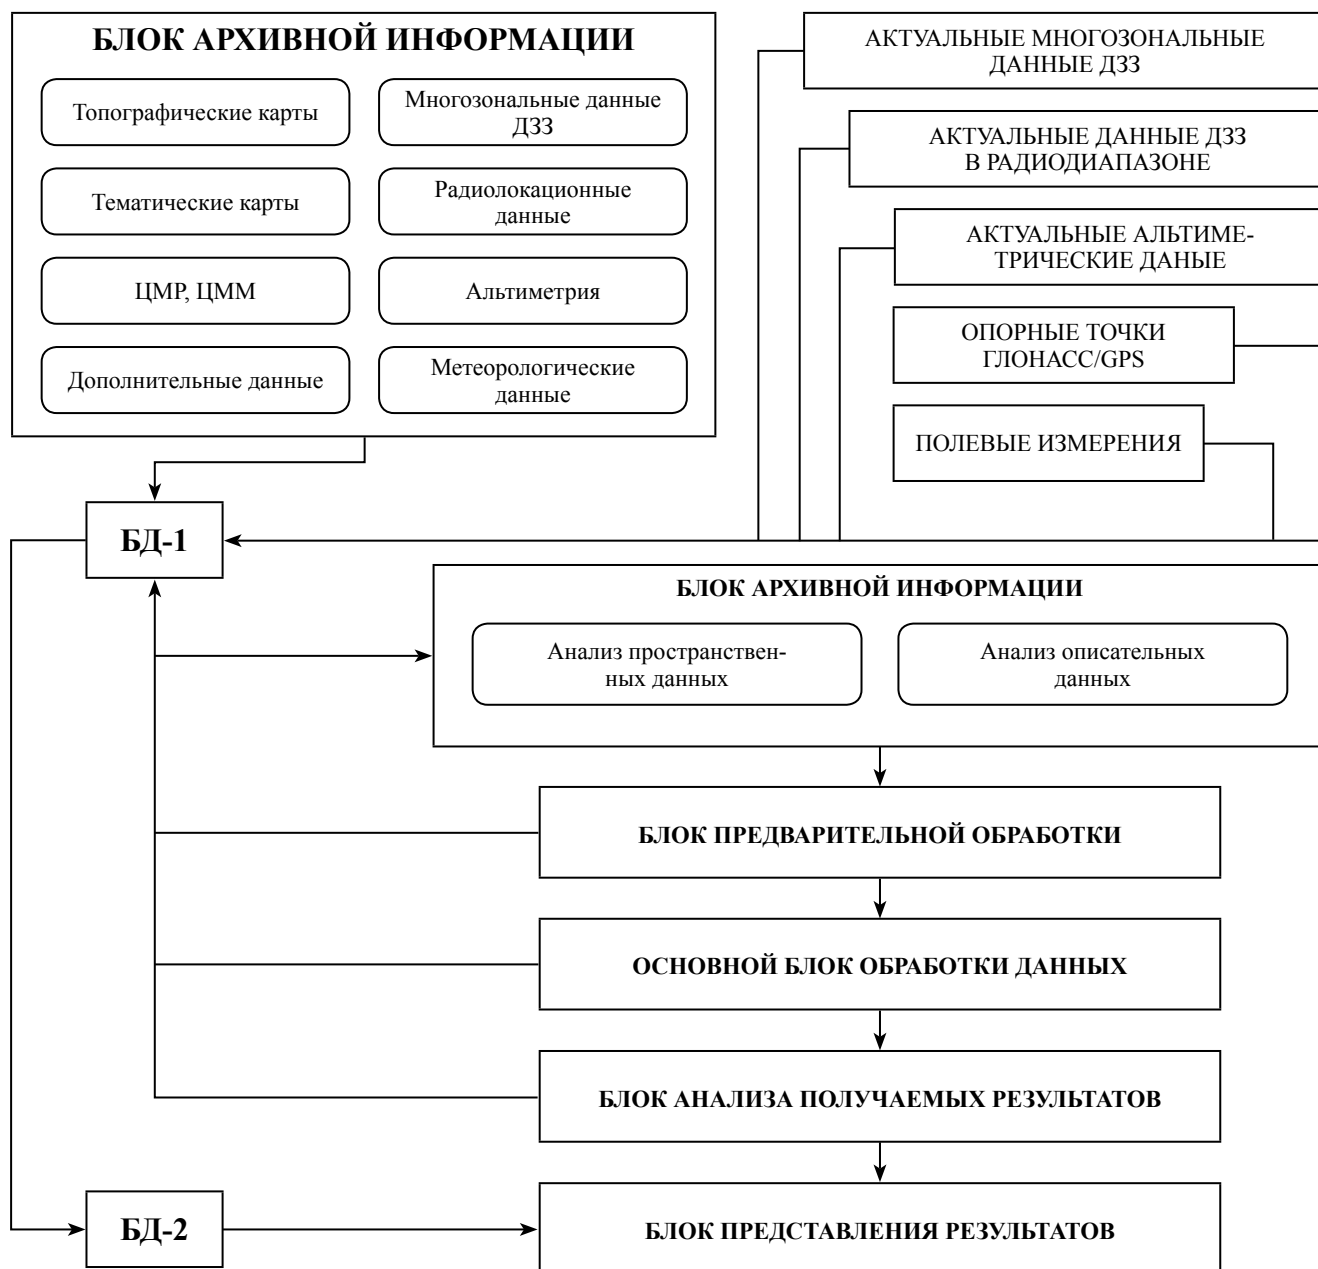 БЛОК АРХИВНОЙ ИНФОРМАЦИИ
Топографические карты
Многозональные данные
ДЗЗ
Тематические карты
Радиолокационные
данные
ЦМР, ЦММ
Альтиметрия
Дополнительные данные
Метеорологические
данные
АКТУАЛЬНЫЕ МНОГОЗОНАЛЬНЫЕ
ДАННЫЕ ДЗЗ
АКТУАЛЬНЫЕ ДАННЫЕ ДЗЗ
В РАДИОДИАПАЗОНЕ
АКТУАЛЬНЫЕ АЛЬТИМЕ-
ТРИЧЕСКИЕ ДАНЫЕ
ОПОРНЫЕ ТОЧКИ
ГЛОНАСС/GPS
ПОЛЕВЫЕ ИЗМЕРЕНИЯ
БД-1
БЛОК АРХИВНОЙ ИНФОРМАЦИИ
Анализ пространствен-
ных данных
Анализ описательных
данных
БЛОК ПРЕДВАРИТЕЛЬНОЙ ОБРАБОТКИ
ОСНОВНОЙ БЛОК ОБРАБОТКИ ДАННЫХ
БЛОК АНАЛИЗА ПОЛУЧАЕМЫХ РЕЗУЛЬТАТОВ
БД-2
БЛОК ПРЕДСТАВЛЕНИЯ РЕЗУЛЬТАТОВ